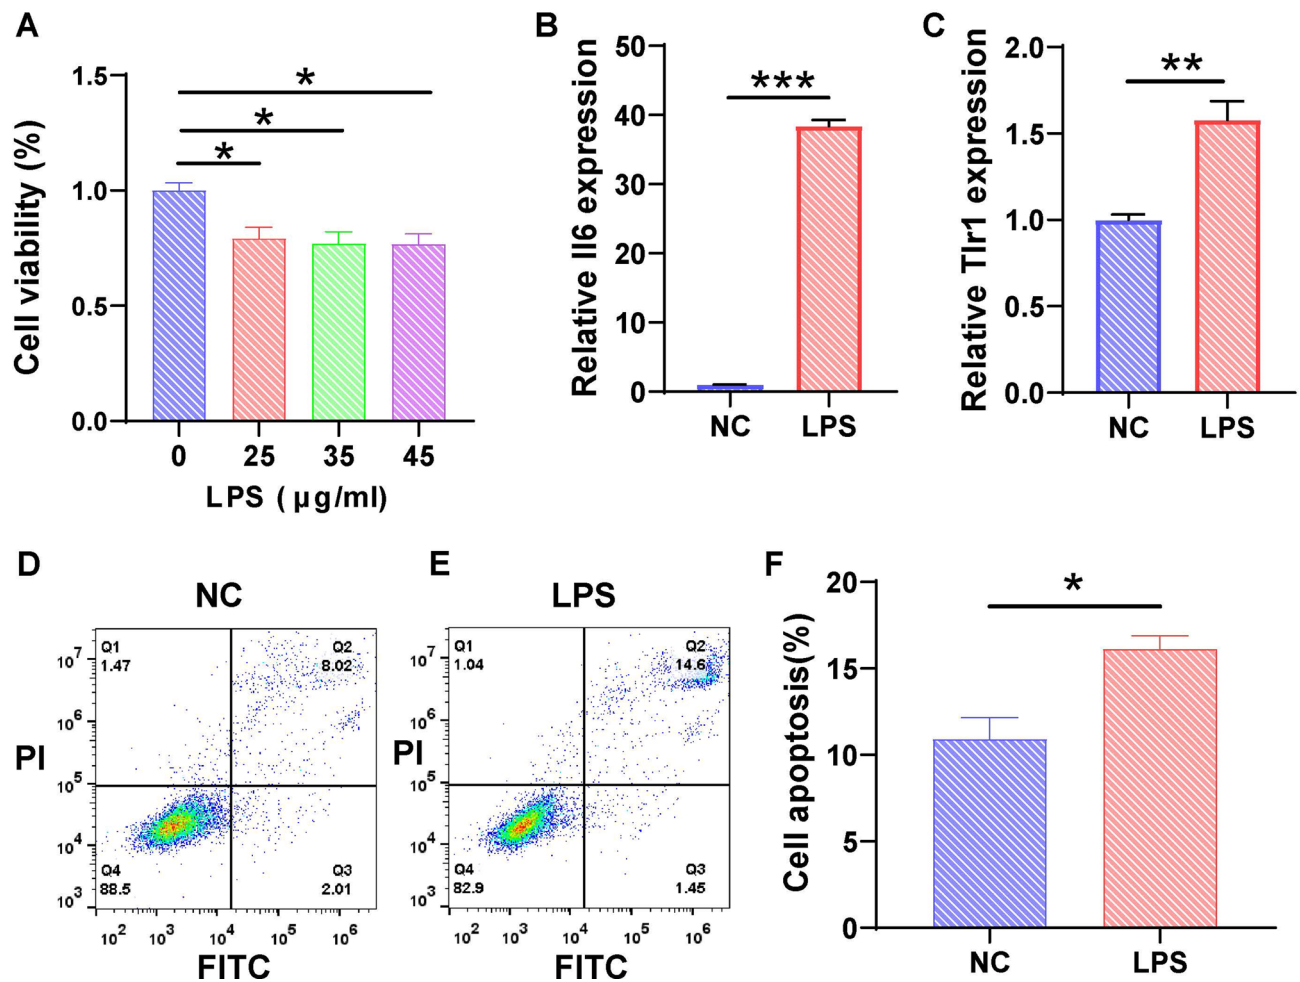 A
Cell viability (%)
1.5
1.0
0.5
0.0
*
*
*
0 25 35 45
LPS ( µg/ml)
B
Relative Il6 expression
50
40
30
20
10
0
***
NC LPS
C
Relative Tlr1 expression
2.0
1.5
1.0
0.5
0.0
**
NC LPS
D
NC
PI
10^7
10^6
10^5
10^4
10^3
Q1
1.47
Q2
8.02
Q4
88.5
Q3
2.01
10^2 10^3 10^4 10^5 10^6
FITC
E
LPS
PI
10^7
10^6
10^5
10^4
10^3
Q1
1.04
Q2
14.6
Q4
82.9
Q3
1.45
10^2 10^3 10^4 10^5 10^6
FITC
F
Cell apoptosis(%)
20
15
10
5
0
*
NC LPS